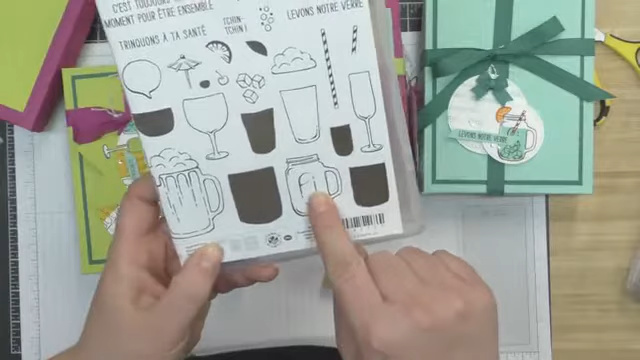 C'EST TOUJOURS
MOMENT POUR ÊTRE ENSEMBLE
TCHIN-
TCHIN !
LEVONS NOTRE VERRE
TRINQUONS À TA SANTÉ
LEVONS NOTRE VERRE